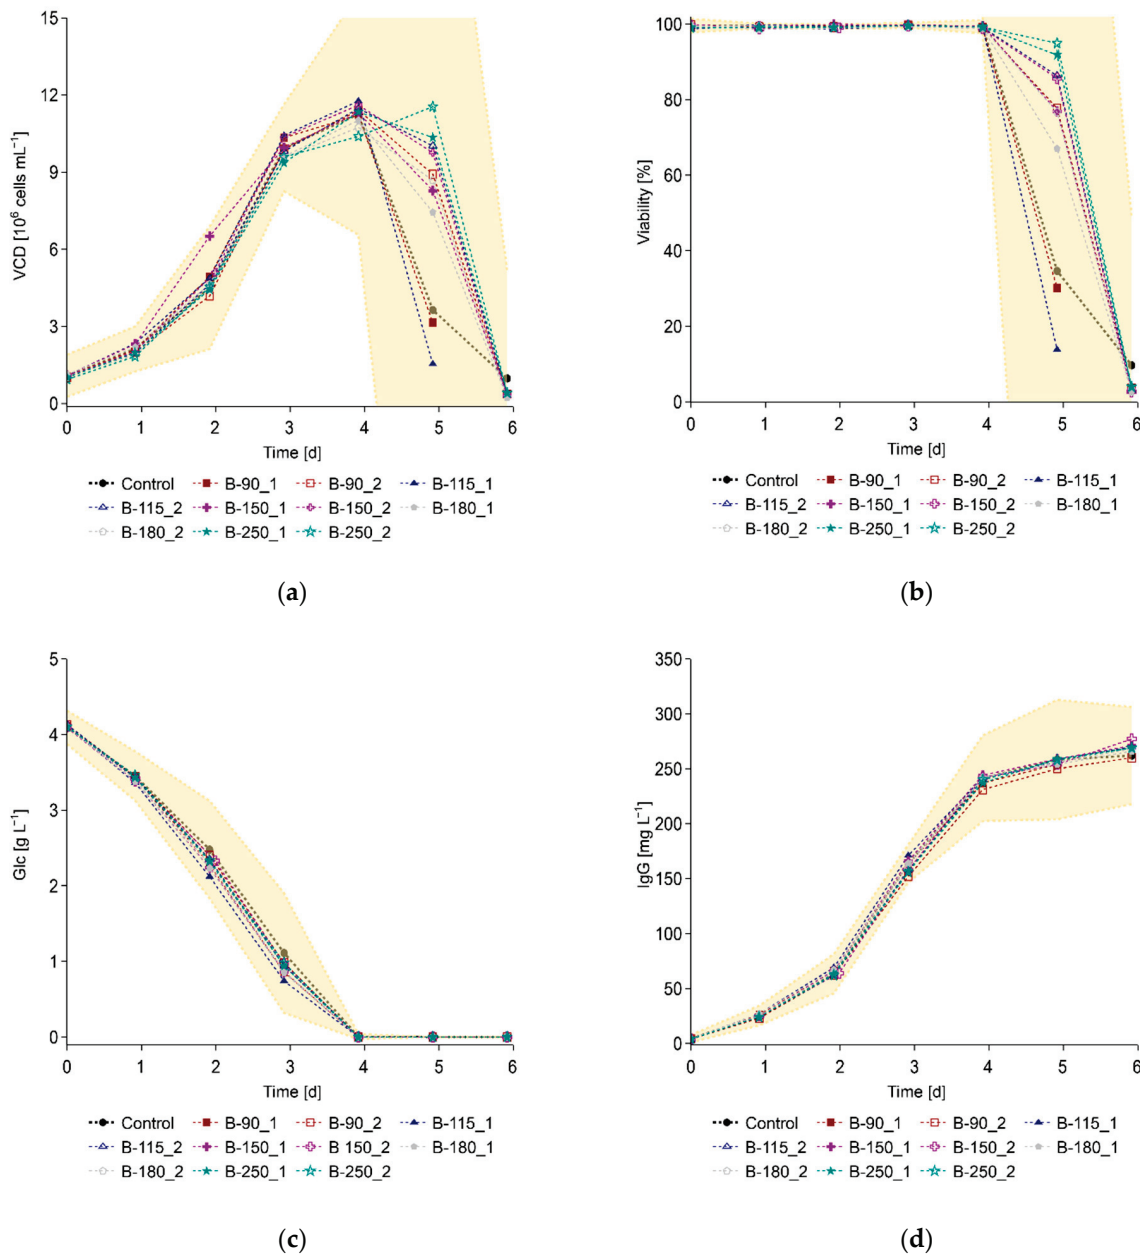 15
12
9
6
3
0
VCD [10⁶ cells mL⁻¹]
0 1 2 3 4 5 6
Time [d]
Control B-90_1 B-90_2 B-115_1
B-115_2 B-150_1 B-150_2 B-180_1
B-180_2 B-250_1 B-250_2
(a)
100
80
60
40
20
0
Viability [%]
0 1 2 3 4 5 6
Time [d]
Control B-90_1 B-90_2 B-115_1
B-115_2 B-150_1 B-150_2 B-180_1
B-180_2 B-250_1 B-250_2
(b)
5
4
3
2
1
0
Glc [g L⁻¹]
0 1 2 3 4 5 6
Time [d]
Control B-90_1 B-90_2 B-115_1
B-115_2 B-150_1 B 150_2 B-180_1
B-180_2 B-250_1 B-250_2
(c)
350
300
250
200
150
100
50
0
IgG [mg L⁻¹]
0 1 2 3 4 5 6
Time [d]
Control B-90_1 B-90_2 B-115_1
B-115_2 B-150_1 B-150_2 B-180_1
B-180_2 B-250_1 B-250_2
(d)